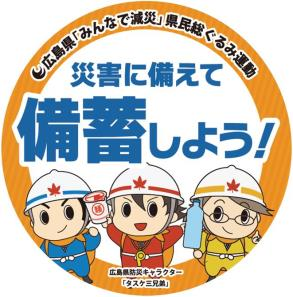 広島県「みんなで減災」県民総ぐるみ運動
災害に備えて
備蓄しよう!
広島県防災キャラクター
「タスケ三兄弟」